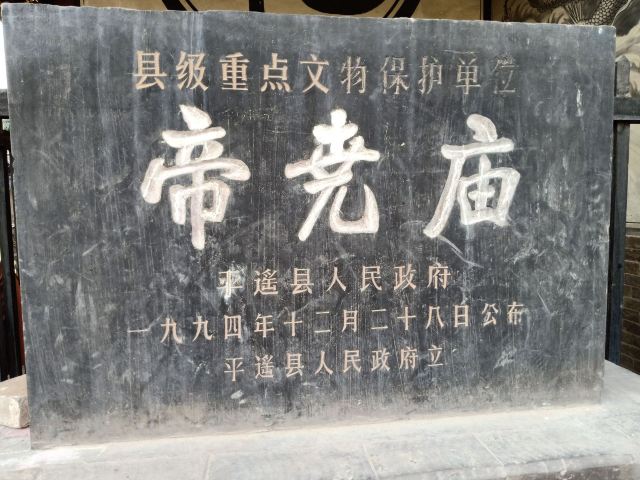 县级重点文物保护单位
帝尧庙
平遥县人民政府
一九九四年十二月二十八日公布
平遥县人民政府立